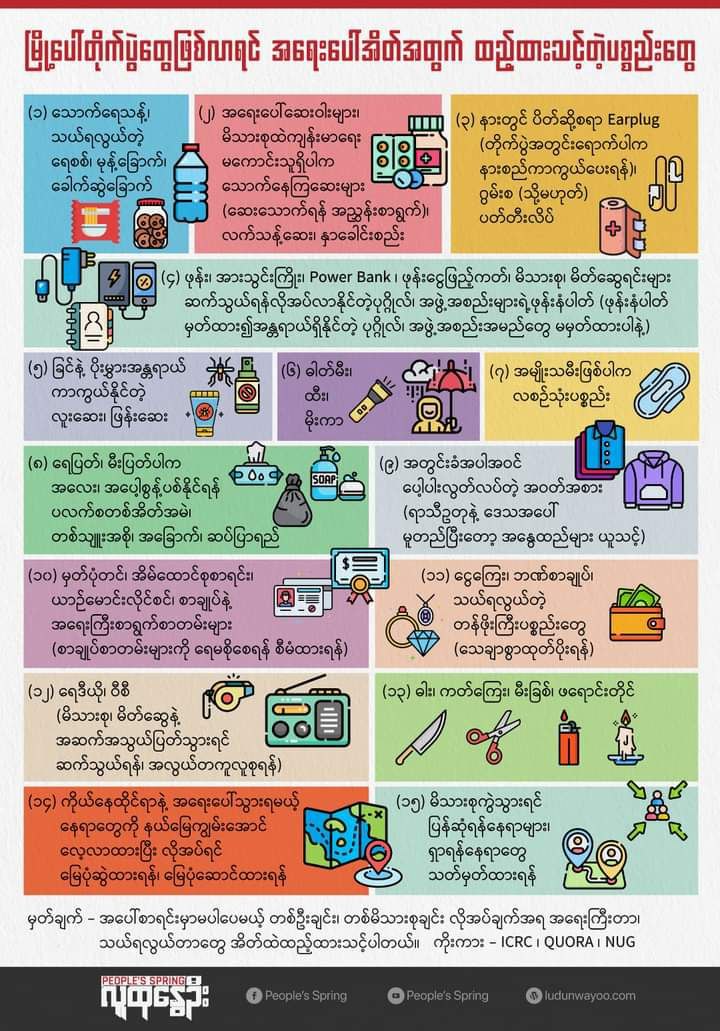 မြို့ပေါ်တိုက်ပွဲတွေဖြစ်လာရင် အရေးပေါ်အိတ်အတွက် ထည့်ထားသင့်တဲ့ပစ္စည်းတွေ
(၁) သောက်ရေသန့်၊
သယ်ရလွယ်တဲ့
ရေစစ်၊ မုန့်ခြောက်၊
ခေါက်ဆွဲခြောက်
(၂) အရေးပေါ်ဆေးဝါးများ၊
မိသားစုထဲကျန်းမာရေး
မကောင်းသူရှိပါက
သောက်နေကြဆေးများ
(ဆေးသောက်ရန် အညွှန်းစာရွက်)၊
လက်သန့်ဆေး၊ နှာခေါင်းစည်း
(၃) နားတွင် ပိတ်ဆို့စရာ Earplug
(တိုက်ပွဲအတွင်းရောက်ပါက
နားစည်ကာကွယ်ပေးရန်)၊
ဂွမ်းစ (သို့မဟုတ်)
ပတ်တီးလိပ်
(၄) ဖုန်း၊ အားသွင်းကြိုး၊ Power Bank ၊ ဖုန်းငွေဖြည့်ကတ်၊ မိသားစု၊ မိတ်ဆွေရင်းများ
ဆက်သွယ်ရန်လိုအပ်လာနိုင်တဲ့ပုဂ္ဂိုလ်၊ အဖွဲ့အစည်းများရဲ့ဖုန်းနံပါတ် (ဖုန်းနံပါတ်
မှတ်ထား၍အန္တရာယ်ရှိနိုင်တဲ့ ပုဂ္ဂိုလ်၊ အဖွဲ့အစည်းအမည်တွေ မမှတ်ထားပါနဲ့)
(၅) ခြင်နဲ့ ပိုးမွှားအန္တရာယ်
ကာကွယ်နိုင်တဲ့
လူးဆေး၊ ဖြန်းဆေး
(၆) ဓါတ်မီး၊
ထီး၊
မိုးကာ
(၇) အမျိုးသမီးဖြစ်ပါက
လစဉ်သုံးပစ္စည်း
(၈) ရေပြတ်၊ မီးပြတ်ပါက
အလေး၊ အပေါ့စွန့်ပစ်နိုင်ရန်
ပလက်စတစ်အိတ်အမဲ၊
တစ်သျှူးအစို၊ အခြောက်၊ ဆပ်ပြာရည်
SOAP
(၉) အတွင်းခံအပါအဝင်
ပေါ့ပါးလွတ်လပ်တဲ့ အဝတ်အစား
(ရာသီဥတုနဲ့ ဒေသအပေါ်
မူတည်ပြီးတော့ အနွေထည်များ ယူသင့်)
(၁၀) မှတ်ပုံတင်၊ အိမ်ထောင်စုစာရင်း၊
ယာဉ်မောင်းလိုင်စင်၊ စာချုပ်နဲ့
အရေးကြီးစာရွက်စာတမ်းများ
(စာချုပ်စာတမ်းများကို ရေမစိုစေရန် စီမံထားရန်)
(၁၁) ငွေကြေး၊ ဘဏ်စာချုပ်၊
သယ်ရလွယ်တဲ့
တန်ဖိုးကြီးပစ္စည်းတွေ
(သေချာစွာထုတ်ပိုးရန်)
(၁၂) ရေဒီယို၊ ဝီစီ
(မိသားစု၊ မိတ်ဆွေနဲ့
အဆက်အသွယ်ပြတ်သွားရင်
ဆက်သွယ်ရန်၊ အလွယ်တကူလူစုရန်)
(၁၃) ဓါး၊ ကတ်ကြေး၊ မီးခြစ်၊ ဖရောင်းတိုင်
(၁၄) ကိုယ်နေထိုင်ရာနဲ့ အရေးပေါ်သွားရမယ့်
နေရာတွေကို နယ်မြေကျွမ်းအောင်
လေ့လာထားပြီး လိုအပ်ရင်
မြေပုံဆွဲထားရန်၊ မြေပုံဆောင်ထားရန်
(၁၅) မိသားစုကွဲသွားရင်
ပြန်ဆုံရန်နေရာများ၊
ရှာရန်နေရာတွေ
သတ်မှတ်ထားရန်
မှတ်ချက် – အပေါ်စာရင်းမှာမပါပေမယ့် တစ်ဦးချင်း၊ တစ်မိသားစုချင်း လိုအပ်ချက်အရ အရေးကြီးတာ၊
သယ်ရလွယ်တာတွေ အိတ်ထဲထည့်ထားသင့်ပါတယ်။ ကိုးကား – ICRC ၊ QUORA ၊ NUG
PEOPLE'S SPRING
လူထုနွေဦး
People's Spring
People's Spring
ludunwayoo.com